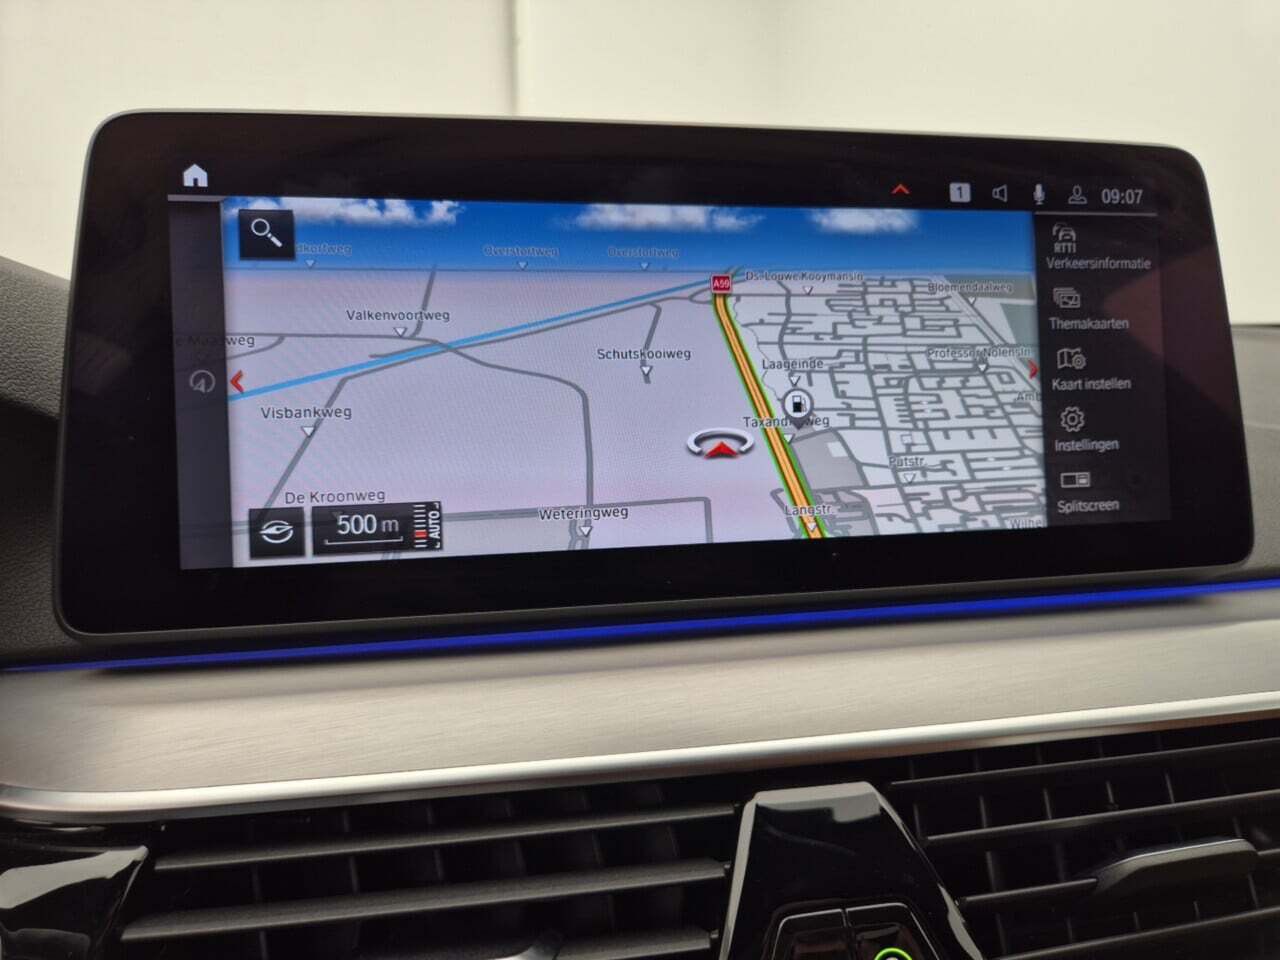 1
09:07
Overstortweg
Overstortweg
RTTI
Verkeersinformatie
A59
Ds. Louwe Kooymansln
Bloemendaalweg
Valkenvoortweg
Themakaarten
Schutskooiweg
Professor Nolensln
Laageinde
Kaart instellen
Visbankweg
Instellingen
Putstr.
De Kroonweg
Splitscreen
500 m
AUTO
Weteringweg
Langstr.